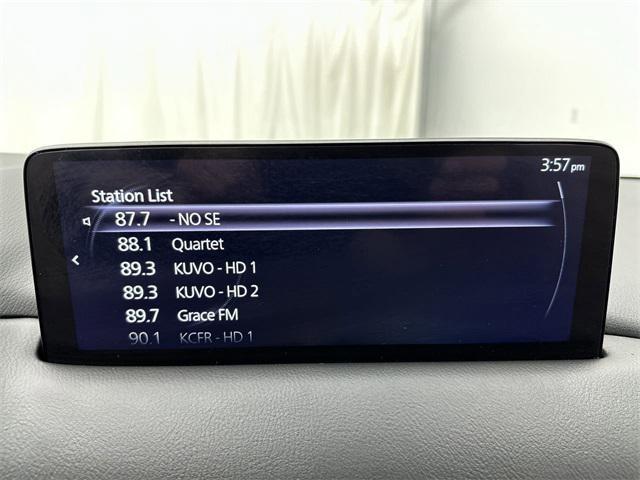 3:57 pm
Station List
87.7 - NO SE
88.1 Quartet
89.3 KUVO - HD 1
89.3 KUVO - HD 2
89.7 Grace FM
90.1 KCFR - HD 1